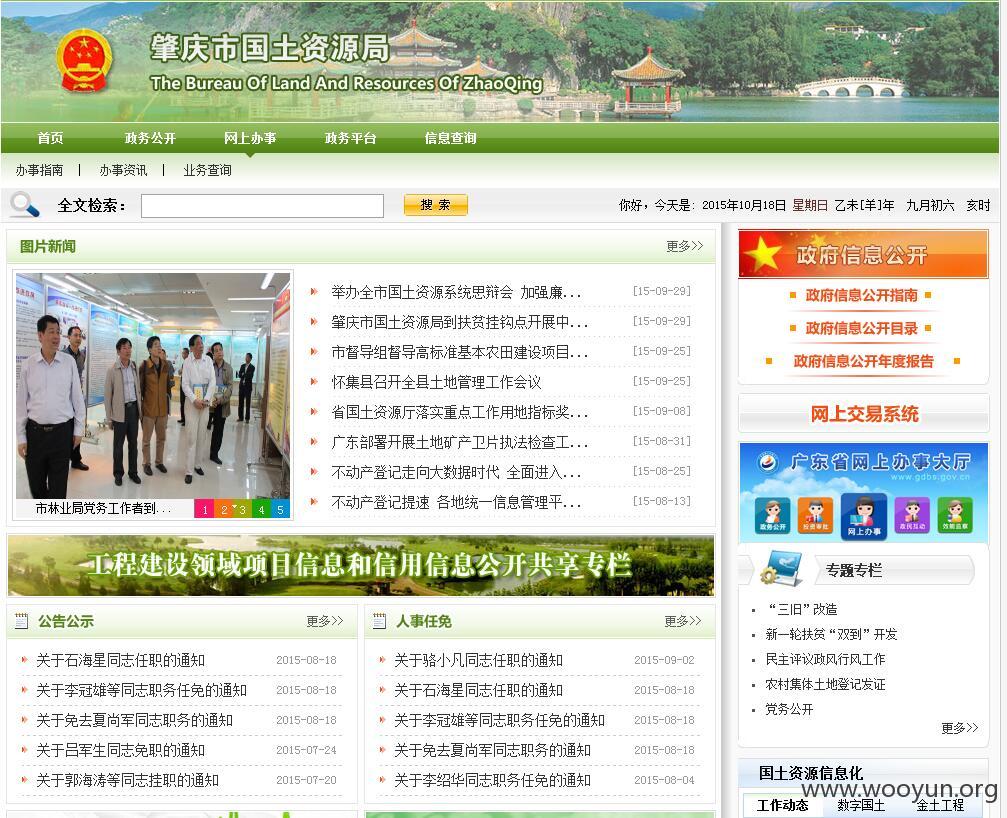 肇庆市国土资源局
The Bureau Of Land And Resources Of ZhaoQing
首页 政务公开 网上办事 政务平台 信息查询
办事指南 | 办事资讯 | 业务查询
全文检索： 搜 索 你好，今天是：2015年10月18日 星期日 乙未[羊]年 九月初六 亥时
图片新闻 更多>>
举办全市国土资源系统思辩会 加强廉... [15-09-29]
肇庆市国土资源局到扶贫挂钩点开展中... [15-09-29]
市督导组督导高标准基本农田建设项目... [15-09-25]
怀集县召开全县土地管理工作会议 [15-09-25]
省国土资源厅落实重点工作用地指标奖... [15-09-08]
广东部署开展土地矿产卫片执法检查工... [15-08-31]
不动产登记走向大数据时代 全面进入... [15-08-25]
不动产登记提速 各地统一信息管理平... [15-08-13]
市林业局党务工作者到... 1 2 3 4 5
工程建设领域项目信息和信用信息公开共享专栏
公告公示 更多>>
关于石海星同志任职的通知 2015-08-18
关于李冠雄等同志职务任免的通知 2015-08-18
关于免去夏尚军同志职务的通知 2015-08-18
关于吕军生同志免职的通知 2015-07-24
关于郭海涛等同志挂职的通知 2015-07-20
人事任免 更多>>
关于骆小凡同志任职的通知 2015-09-02
关于石海星同志任职的通知 2015-08-18
关于李冠雄等同志职务任免的通知 2015-08-18
关于免去夏尚军同志职务的通知 2015-08-18
关于李绍华同志职务任免的通知 2015-08-04
政府信息公开
政府信息公开指南
政府信息公开目录
政府信息公开年度报告
网上交易系统
广东省网上办事大厅
www.gdbs.gov.cn
政务公开 投资审批 网上办事 政民互动 效能监察
专题专栏
“三旧”改造
新一轮扶贫“双到”开发
民主评议政风行风工作
农村集体土地登记发证
党务公开
更多>>
国土资源信息化
www.wooyun.org
工作动态 数字国土 金土工程